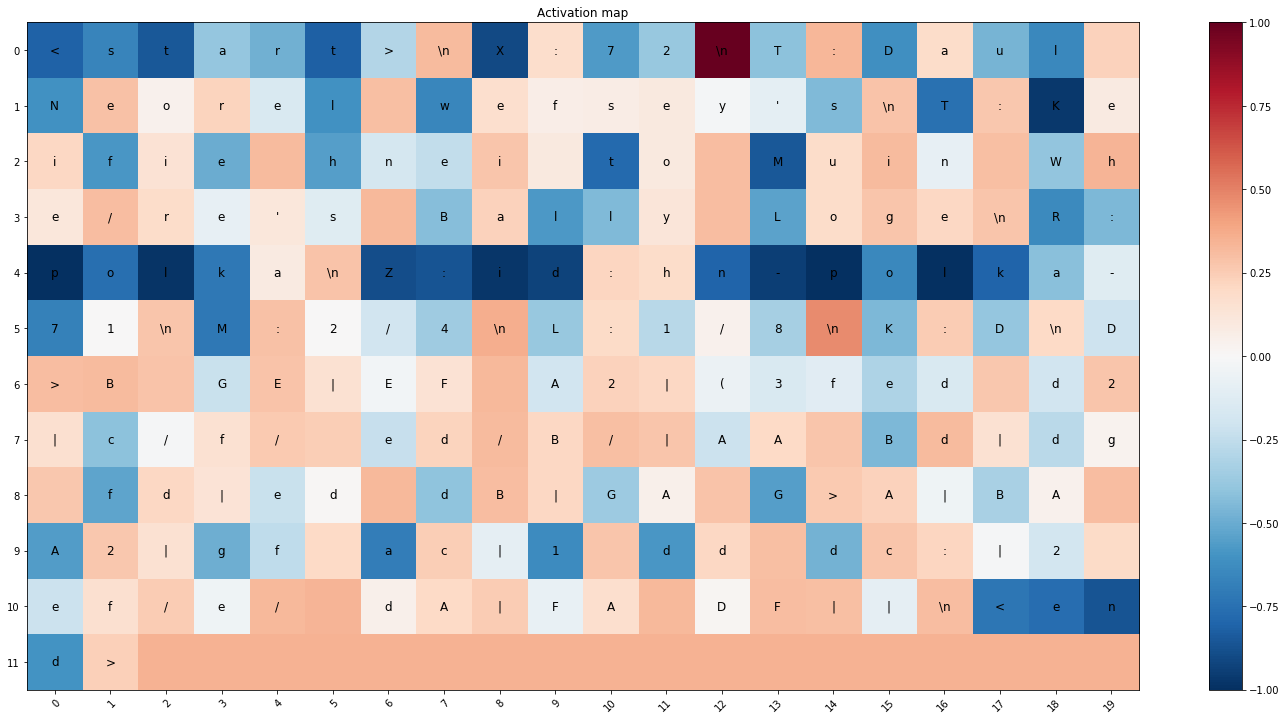 Activation map
0 < s t a r t > \n X : 7 2 \n T : D a u l
1 N e o r e l w e f s e y ' s \n T : K e
2 i f i e h n e i t o M u i n W h
3 e / r e ' s B a l l y L o g e \n R :
4 p o l k a \n Z : i d : h n - p o l k a -
5 7 1 \n M : 2 / 4 \n L : 1 / 8 \n K : D \n D
6 > B G E | E F A 2 | ( 3 f e d d 2
7 | c / f / e d / B / | A A B d | d g
8 f d | e d d B | G A G > A | B A
9 A 2 | g f a c | 1 d d d c : | 2
10 e f / e / d A | F A D F | | \n < e n
11 d >
0 1 2 3 4 5 6 7 8 9 10 11 12 13 14 15 16 17 18 19
1.00
0.75
0.50
0.25
0.00
−0.25
−0.50
−0.75
−1.00